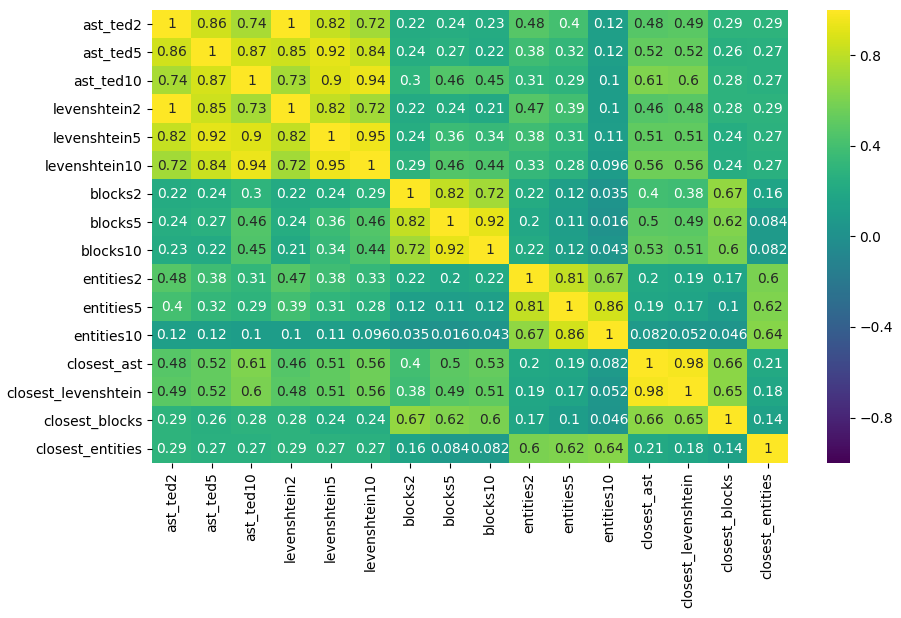 ast_ted2 1 0.86 0.74 1 0.82 0.72 0.22 0.24 0.23 0.48 0.4 0.12 0.48 0.49 0.29 0.29
ast_ted5 0.86 1 0.87 0.85 0.92 0.84 0.24 0.27 0.22 0.38 0.32 0.12 0.52 0.52 0.26 0.27
ast_ted10 0.74 0.87 1 0.73 0.9 0.94 0.3 0.46 0.45 0.31 0.29 0.1 0.61 0.6 0.28 0.27
levenshtein2 1 0.85 0.73 1 0.82 0.72 0.22 0.24 0.21 0.47 0.39 0.1 0.46 0.48 0.28 0.29
levenshtein5 0.82 0.92 0.9 0.82 1 0.95 0.24 0.36 0.34 0.38 0.31 0.11 0.51 0.51 0.24 0.27
levenshtein10 0.72 0.84 0.94 0.72 0.95 1 0.29 0.46 0.44 0.33 0.28 0.096 0.56 0.56 0.24 0.27
blocks2 0.22 0.24 0.3 0.22 0.24 0.29 1 0.82 0.72 0.22 0.12 0.035 0.4 0.38 0.67 0.16
blocks5 0.24 0.27 0.46 0.24 0.36 0.46 0.82 1 0.92 0.2 0.11 0.016 0.5 0.49 0.62 0.084
blocks10 0.23 0.22 0.45 0.21 0.34 0.44 0.72 0.92 1 0.22 0.12 0.043 0.53 0.51 0.6 0.082
entities2 0.48 0.38 0.31 0.47 0.38 0.33 0.22 0.2 0.22 1 0.81 0.67 0.2 0.19 0.17 0.6
entities5 0.4 0.32 0.29 0.39 0.31 0.28 0.12 0.11 0.12 0.81 1 0.86 0.19 0.17 0.1 0.62
entities10 0.12 0.12 0.1 0.1 0.11 0.096 0.035 0.016 0.043 0.67 0.86 1 0.082 0.052 0.046 0.64
closest_ast 0.48 0.52 0.61 0.46 0.51 0.56 0.4 0.5 0.53 0.2 0.19 0.082 1 0.98 0.66 0.21
closest_levenshtein 0.49 0.52 0.6 0.48 0.51 0.56 0.38 0.49 0.51 0.19 0.17 0.052 0.98 1 0.65 0.18
closest_blocks 0.29 0.26 0.28 0.28 0.24 0.24 0.67 0.62 0.6 0.17 0.1 0.046 0.66 0.65 1 0.14
closest_entities 0.29 0.27 0.27 0.29 0.27 0.27 0.16 0.084 0.082 0.6 0.62 0.64 0.21 0.18 0.14 1
ast_ted2
ast_ted5
ast_ted10
levenshtein2
levenshtein5
levenshtein10
blocks2
blocks5
blocks10
entities2
entities5
entities10
closest_ast
closest_levenshtein
closest_blocks
closest_entities
0.8
0.4
0.0
−0.4
−0.8